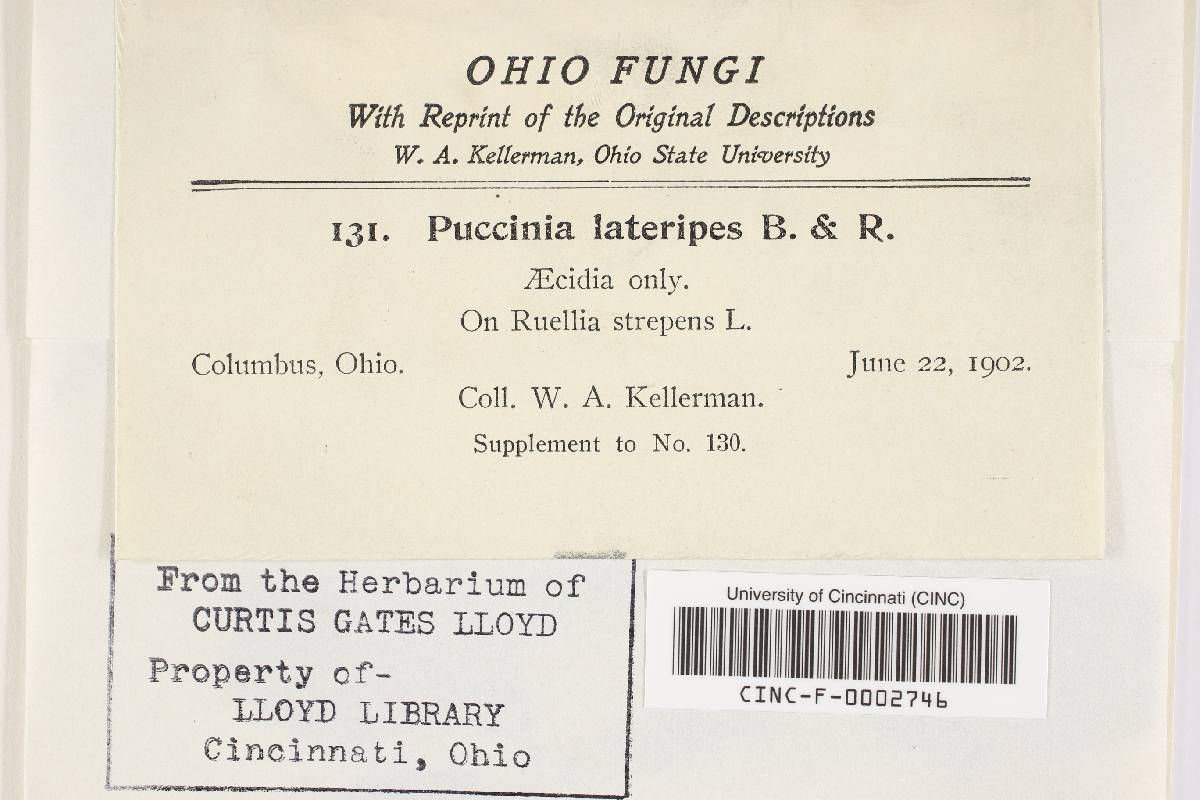 OHIO FUNGI
With Reprint of the Original Descriptions
W. A. Kellerman, Ohio State University
131. Puccinia lateripes B. & R.
Æcidia only.
On Ruellia strepens L.
Columbus, Ohio. June 22, 1902.
Coll. W. A. Kellerman.
Supplement to No. 130.
From the Herbarium of
CURTIS GATES LLOYD
Property of-
LLOYD LIBRARY
Cincinnati, Ohio
University of Cincinnati (CINC)
CINC-F-0002746